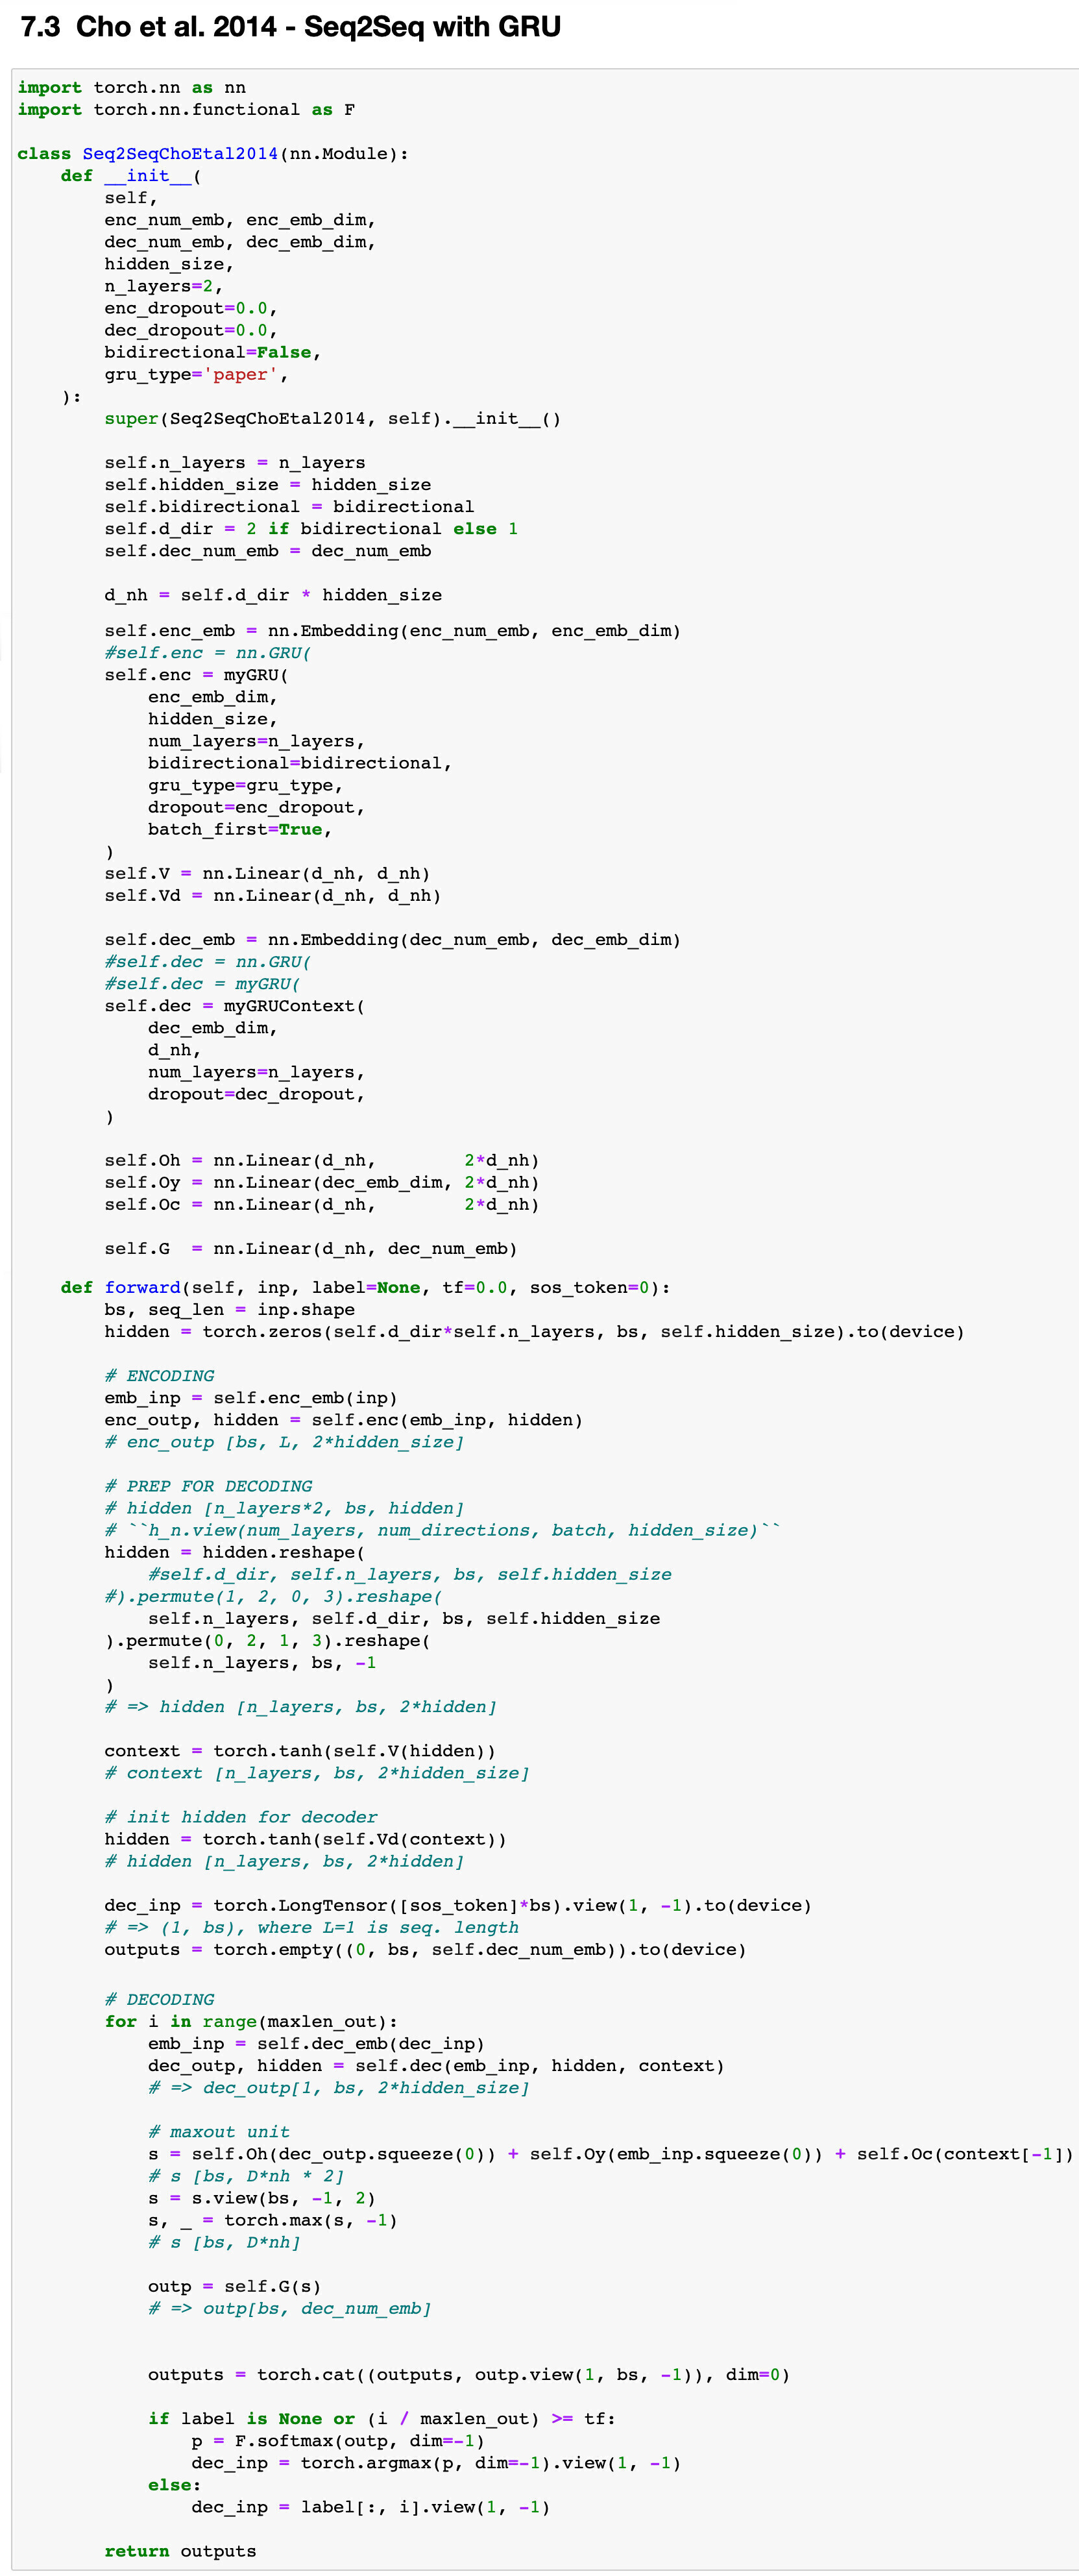 7.3 Cho et al. 2014 - Seq2Seq with GRU
import torch.nn as nn
import torch.nn.functional as F

class Seq2SeqChoEtal2014(nn.Module):
    def __init__(
        self,
        enc_num_emb, enc_emb_dim,
        dec_num_emb, dec_emb_dim,
        hidden_size,
        n_layers=2,
        enc_dropout=0.0,
        dec_dropout=0.0,
        bidirectional=False,
        gru_type='paper',
    ):
        super(Seq2SeqChoEtal2014, self).__init__()

        self.n_layers = n_layers
        self.hidden_size = hidden_size
        self.bidirectional = bidirectional
        self.d_dir = 2 if bidirectional else 1
        self.dec_num_emb = dec_num_emb

        d_nh = self.d_dir * hidden_size

        self.enc_emb = nn.Embedding(enc_num_emb, enc_emb_dim)
        #self.enc = nn.GRU(
        self.enc = myGRU(
            enc_emb_dim,
            hidden_size,
            num_layers=n_layers,
            bidirectional=bidirectional,
            gru_type=gru_type,
            dropout=enc_dropout,
            batch_first=True,
        )
        self.V = nn.Linear(d_nh, d_nh)
        self.Vd = nn.Linear(d_nh, d_nh)

        self.dec_emb = nn.Embedding(dec_num_emb, dec_emb_dim)
        #self.dec = nn.GRU(
        #self.dec = myGRU(
        self.dec = myGRUContext(
            dec_emb_dim,
            d_nh,
            num_layers=n_layers,
            dropout=dec_dropout,
        )

        self.Oh = nn.Linear(d_nh,        2*d_nh)
        self.Oy = nn.Linear(dec_emb_dim, 2*d_nh)
        self.Oc = nn.Linear(d_nh,        2*d_nh)

        self.G  = nn.Linear(d_nh, dec_num_emb)

    def forward(self, inp, label=None, tf=0.0, sos_token=0):
        bs, seq_len = inp.shape
        hidden = torch.zeros(self.d_dir*self.n_layers, bs, self.hidden_size).to(device)

        # ENCODING
        emb_inp = self.enc_emb(inp)
        enc_outp, hidden = self.enc(emb_inp, hidden)
        # enc_outp [bs, L, 2*hidden_size]

        # PREP FOR DECODING
        # hidden [n_layers*2, bs, hidden]
        # ``h_n.view(num_layers, num_directions, batch, hidden_size)``
        hidden = hidden.reshape(
            #self.d_dir, self.n_layers, bs, self.hidden_size
        #).permute(1, 2, 0, 3).reshape(
            self.n_layers, self.d_dir, bs, self.hidden_size
        ).permute(0, 2, 1, 3).reshape(
            self.n_layers, bs, -1
        )
        # => hidden [n_layers, bs, 2*hidden]

        context = torch.tanh(self.V(hidden))
        # context [n_layers, bs, 2*hidden_size]

        # init hidden for decoder
        hidden = torch.tanh(self.Vd(context))
        # hidden [n_layers, bs, 2*hidden]

        dec_inp = torch.LongTensor([sos_token]*bs).view(1, -1).to(device)
        # => (1, bs), where L=1 is seq. length
        outputs = torch.empty((0, bs, self.dec_num_emb)).to(device)

        # DECODING
        for i in range(maxlen_out):
            emb_inp = self.dec_emb(dec_inp)
            dec_outp, hidden = self.dec(emb_inp, hidden, context)
            # => dec_outp[1, bs, 2*hidden_size]

            # maxout unit
            s = self.Oh(dec_outp.squeeze(0)) + self.Oy(emb_inp.squeeze(0)) + self.Oc(context[-1])
            # s [bs, D*nh * 2]
            s = s.view(bs, -1, 2)
            s, _ = torch.max(s, -1)
            # s [bs, D*nh]

            outp = self.G(s)
            # => outp[bs, dec_num_emb]

            outputs = torch.cat((outputs, outp.view(1, bs, -1)), dim=0)

            if label is None or (i / maxlen_out) >= tf:
                p = F.softmax(outp, dim=-1)
                dec_inp = torch.argmax(p, dim=-1).view(1, -1)
            else:
                dec_inp = label[:, i].view(1, -1)

        return outputs